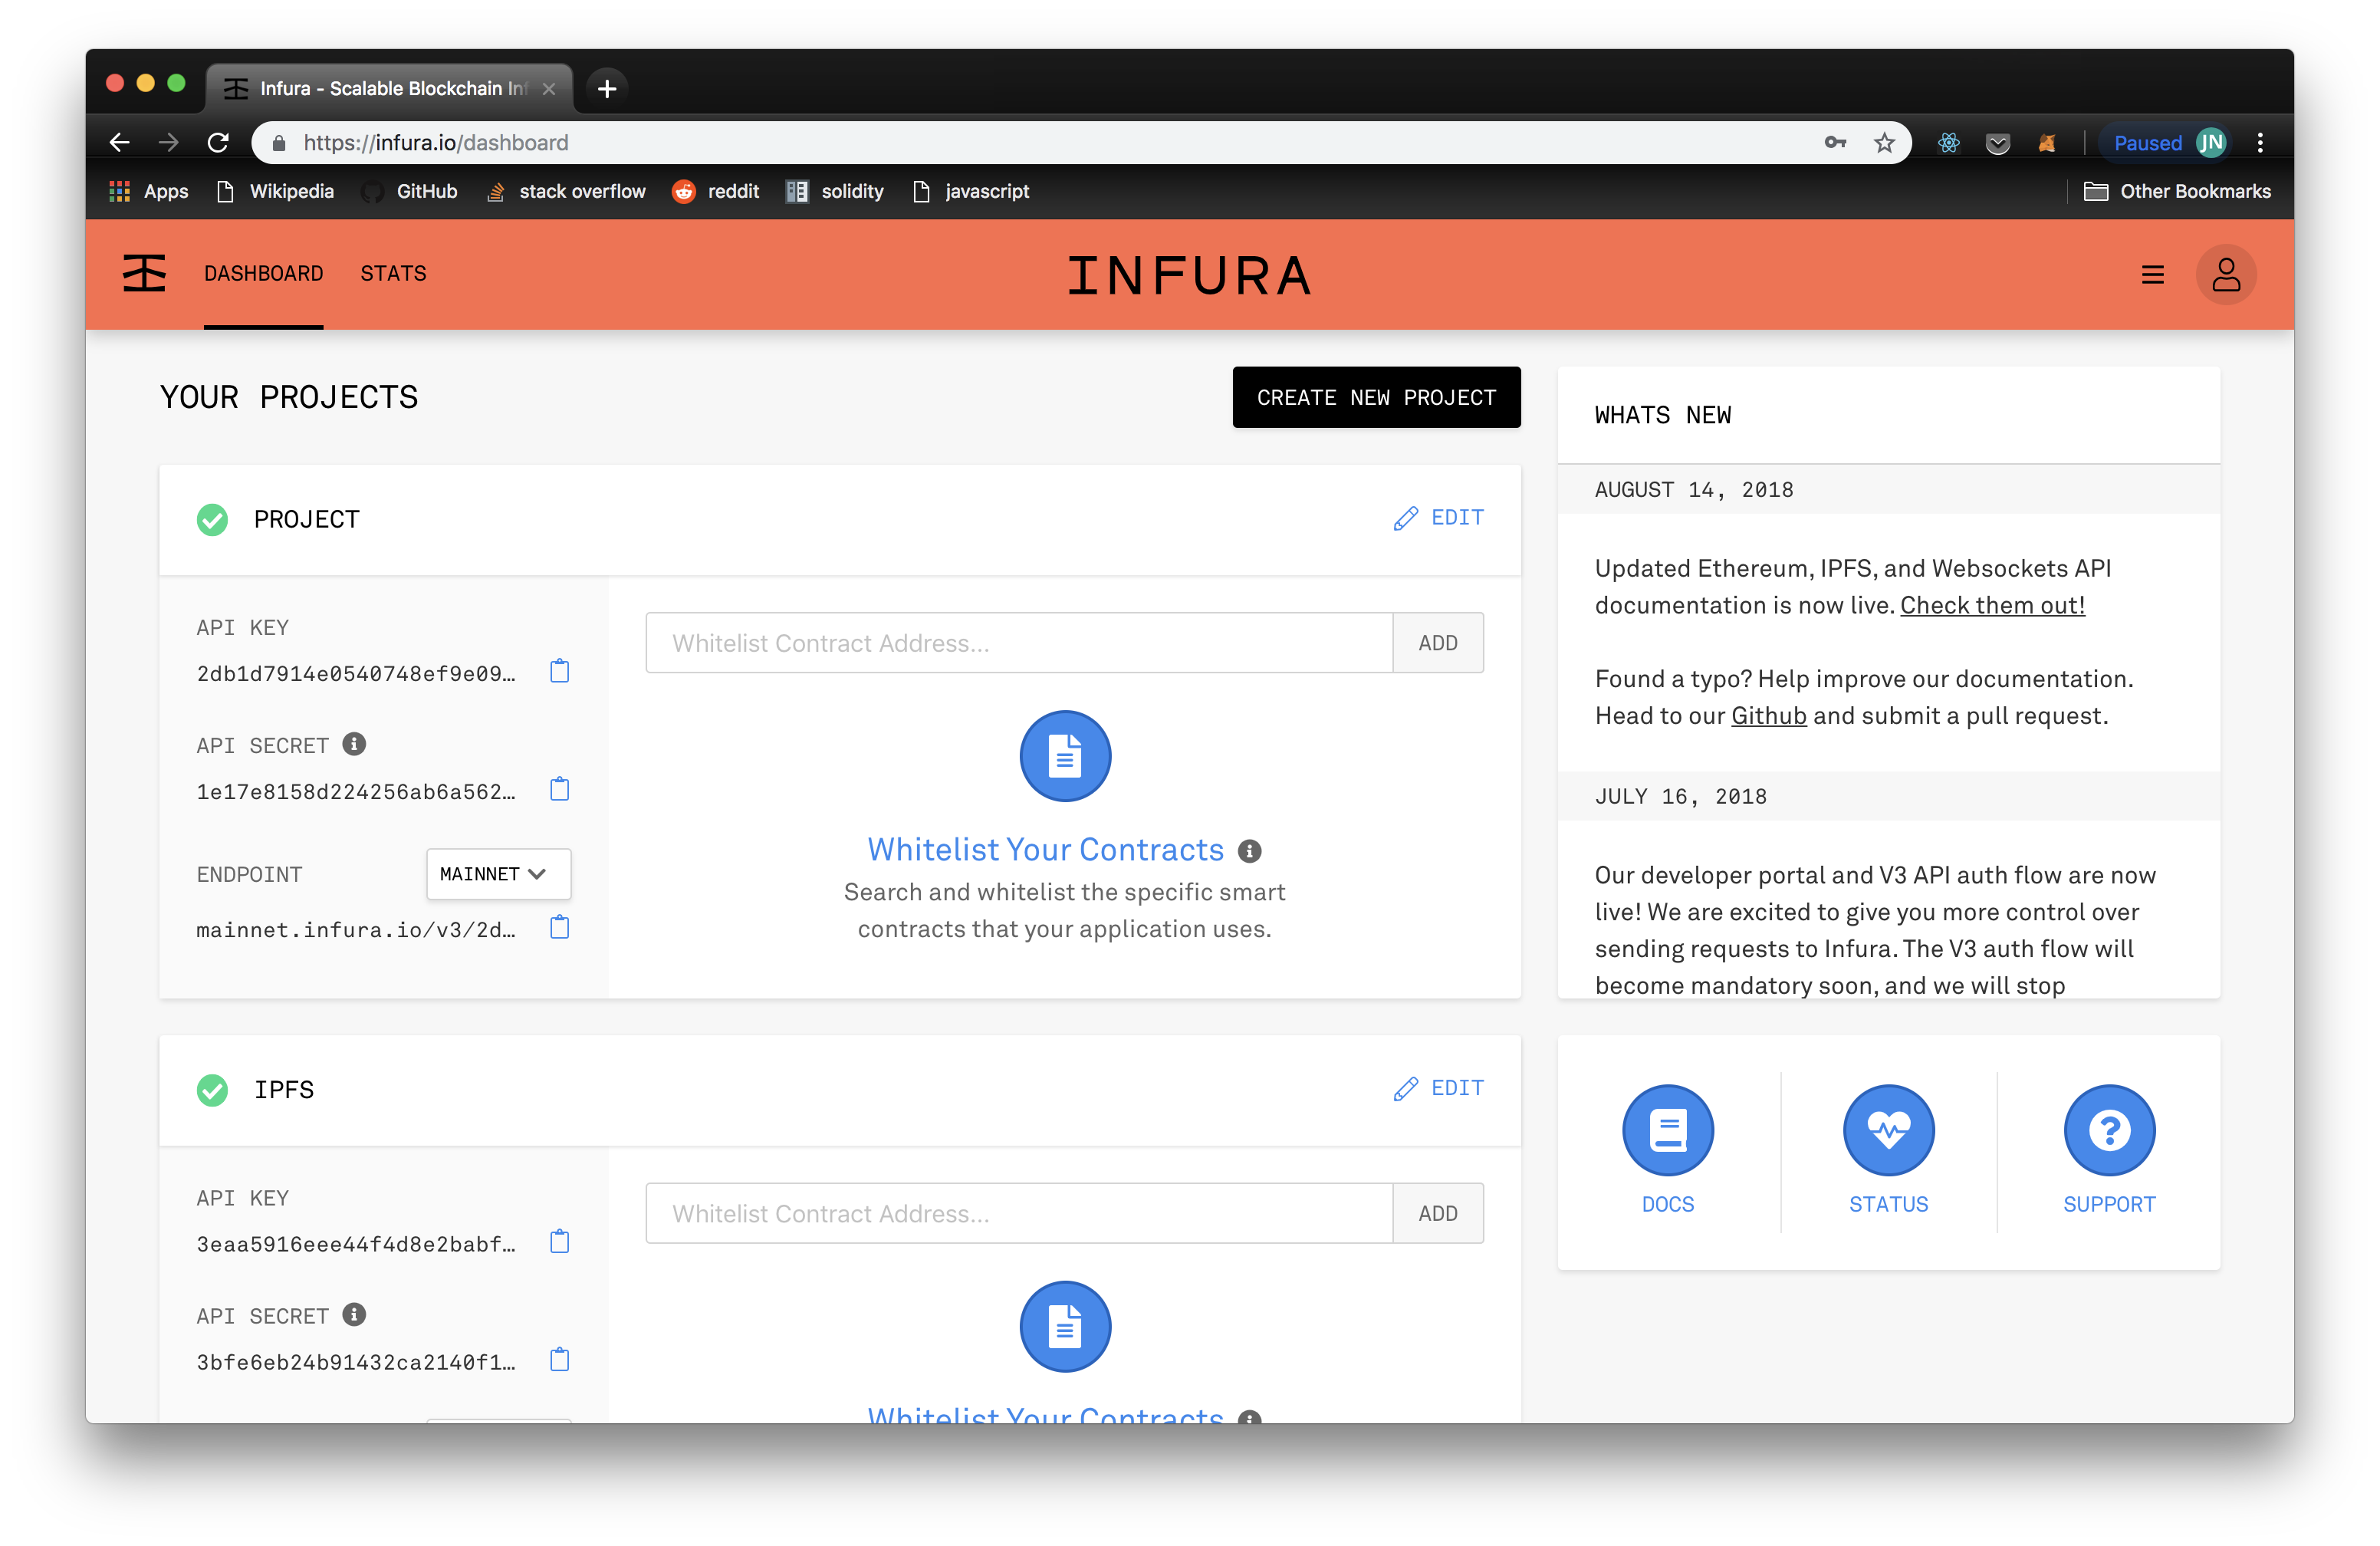 Infura - Scalable Blockchain Inf
https://infura.io/dashboard
Paused JN
Apps Wikipedia GitHub stack overflow reddit solidity javascript Other Bookmarks
DASHBOARD STATS INFURA
YOUR PROJECTS
CREATE NEW PROJECT
PROJECT
EDIT
API KEY
2db1d7914e0540748ef9e09...
API SECRET
1e17e8158d224256ab6a562...
ENDPOINT
MAINNET
mainnet.infura.io/v3/2d...
Whitelist Contract Address...
ADD
Whitelist Your Contracts
Search and whitelist the specific smart
contracts that your application uses.
IPFS
EDIT
API KEY
3eaa5916eee44f4d8e2babf...
API SECRET
3bfe6eb24b91432ca2140f1...
Whitelist Contract Address...
ADD
Whitelist Your Contracts
WHATS NEW
AUGUST 14, 2018
Updated Ethereum, IPFS, and Websockets API
documentation is now live. Check them out!
Found a typo? Help improve our documentation.
Head to our Github and submit a pull request.
JULY 16, 2018
Our developer portal and V3 API auth flow are now
live! We are excited to give you more control over
sending requests to Infura. The V3 auth flow will
become mandatory soon, and we will stop
DOCS
STATUS
SUPPORT